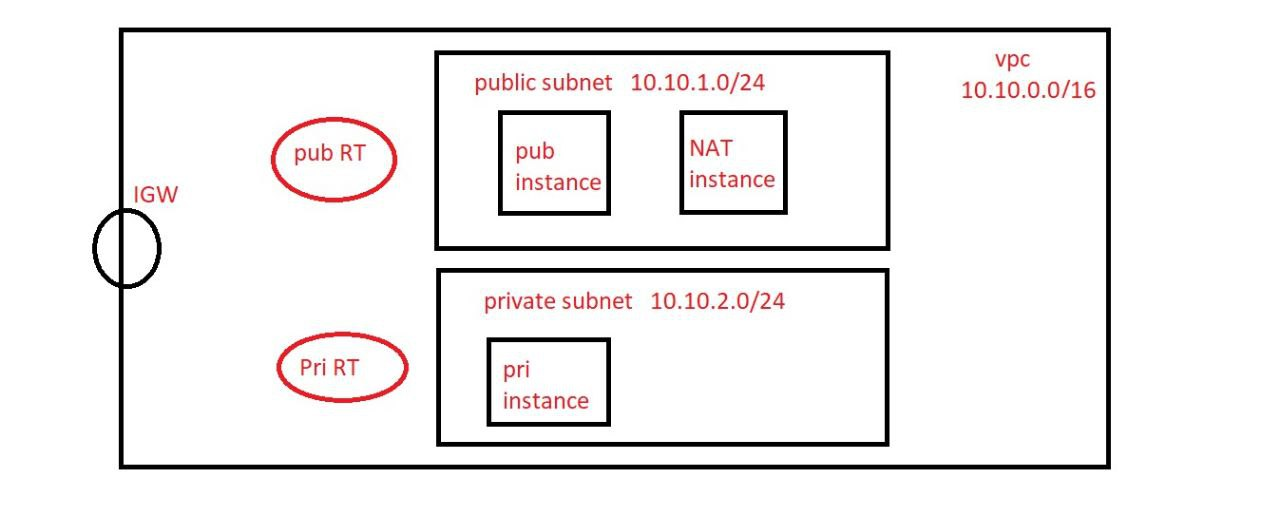 vpc
10.10.0.0/16
public subnet 10.10.1.0/24
pub RT
pub
instance
NAT
instance
IGW
private subnet 10.10.2.0/24
Pri RT
pri
instance